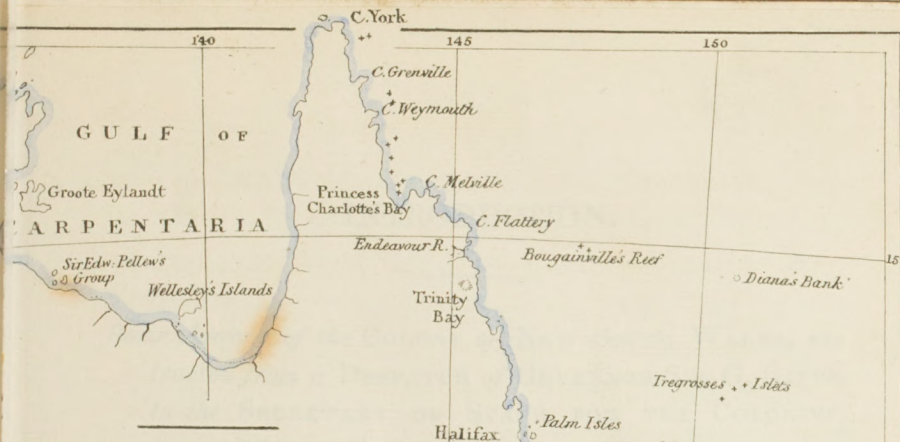 C. York
140
145
150
C. Grenville
C. Weymouth
GULF OF
Groote Eylandt
Princess
Charlotte's Bay
C. Melville
CARPENTARIA
C. Flattery
Endeavour R.
Bougainville's Reef
15
Sir Edw. Pellew's
Group
Diana's Bank
Wellesley's Islands
Trinity
Bay
Tregrosses Islets
Palm Isles
Halifax